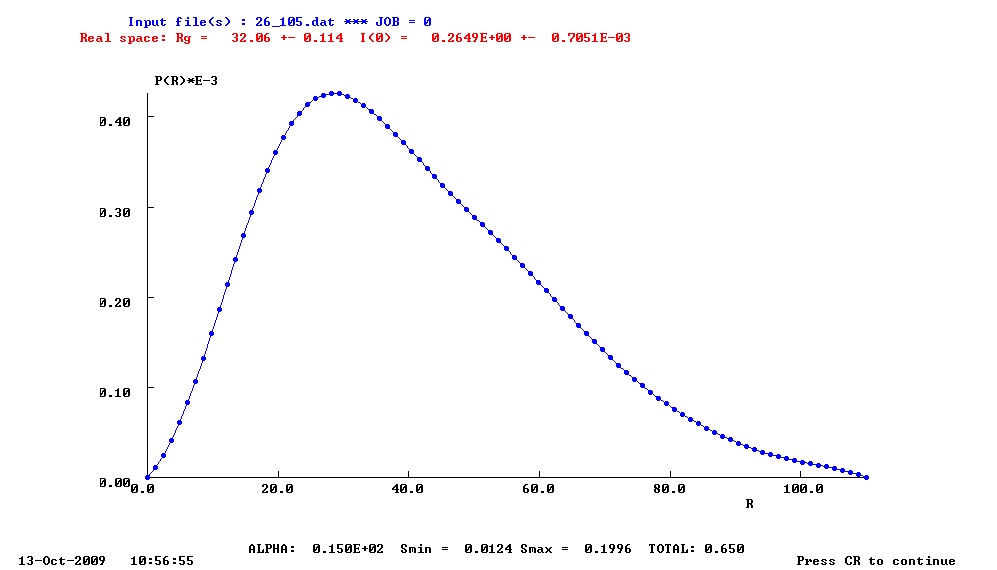 Input file(s) : 26_105.dat *** JOB = 0
Real space: Rg =   32.06 +- 0.114  I(0) =   0.2649E+00 +-  0.7051E-03
P(R)*E-3
0.40
0.30
0.20
0.10
0.00
0.0 20.0 40.0 60.0 80.0 100.0
R
ALPHA:  0.150E+02  Smin =  0.0124 Smax =  0.1996  TOTAL: 0.650
13-Oct-2009   10:56:55 Press CR to continue